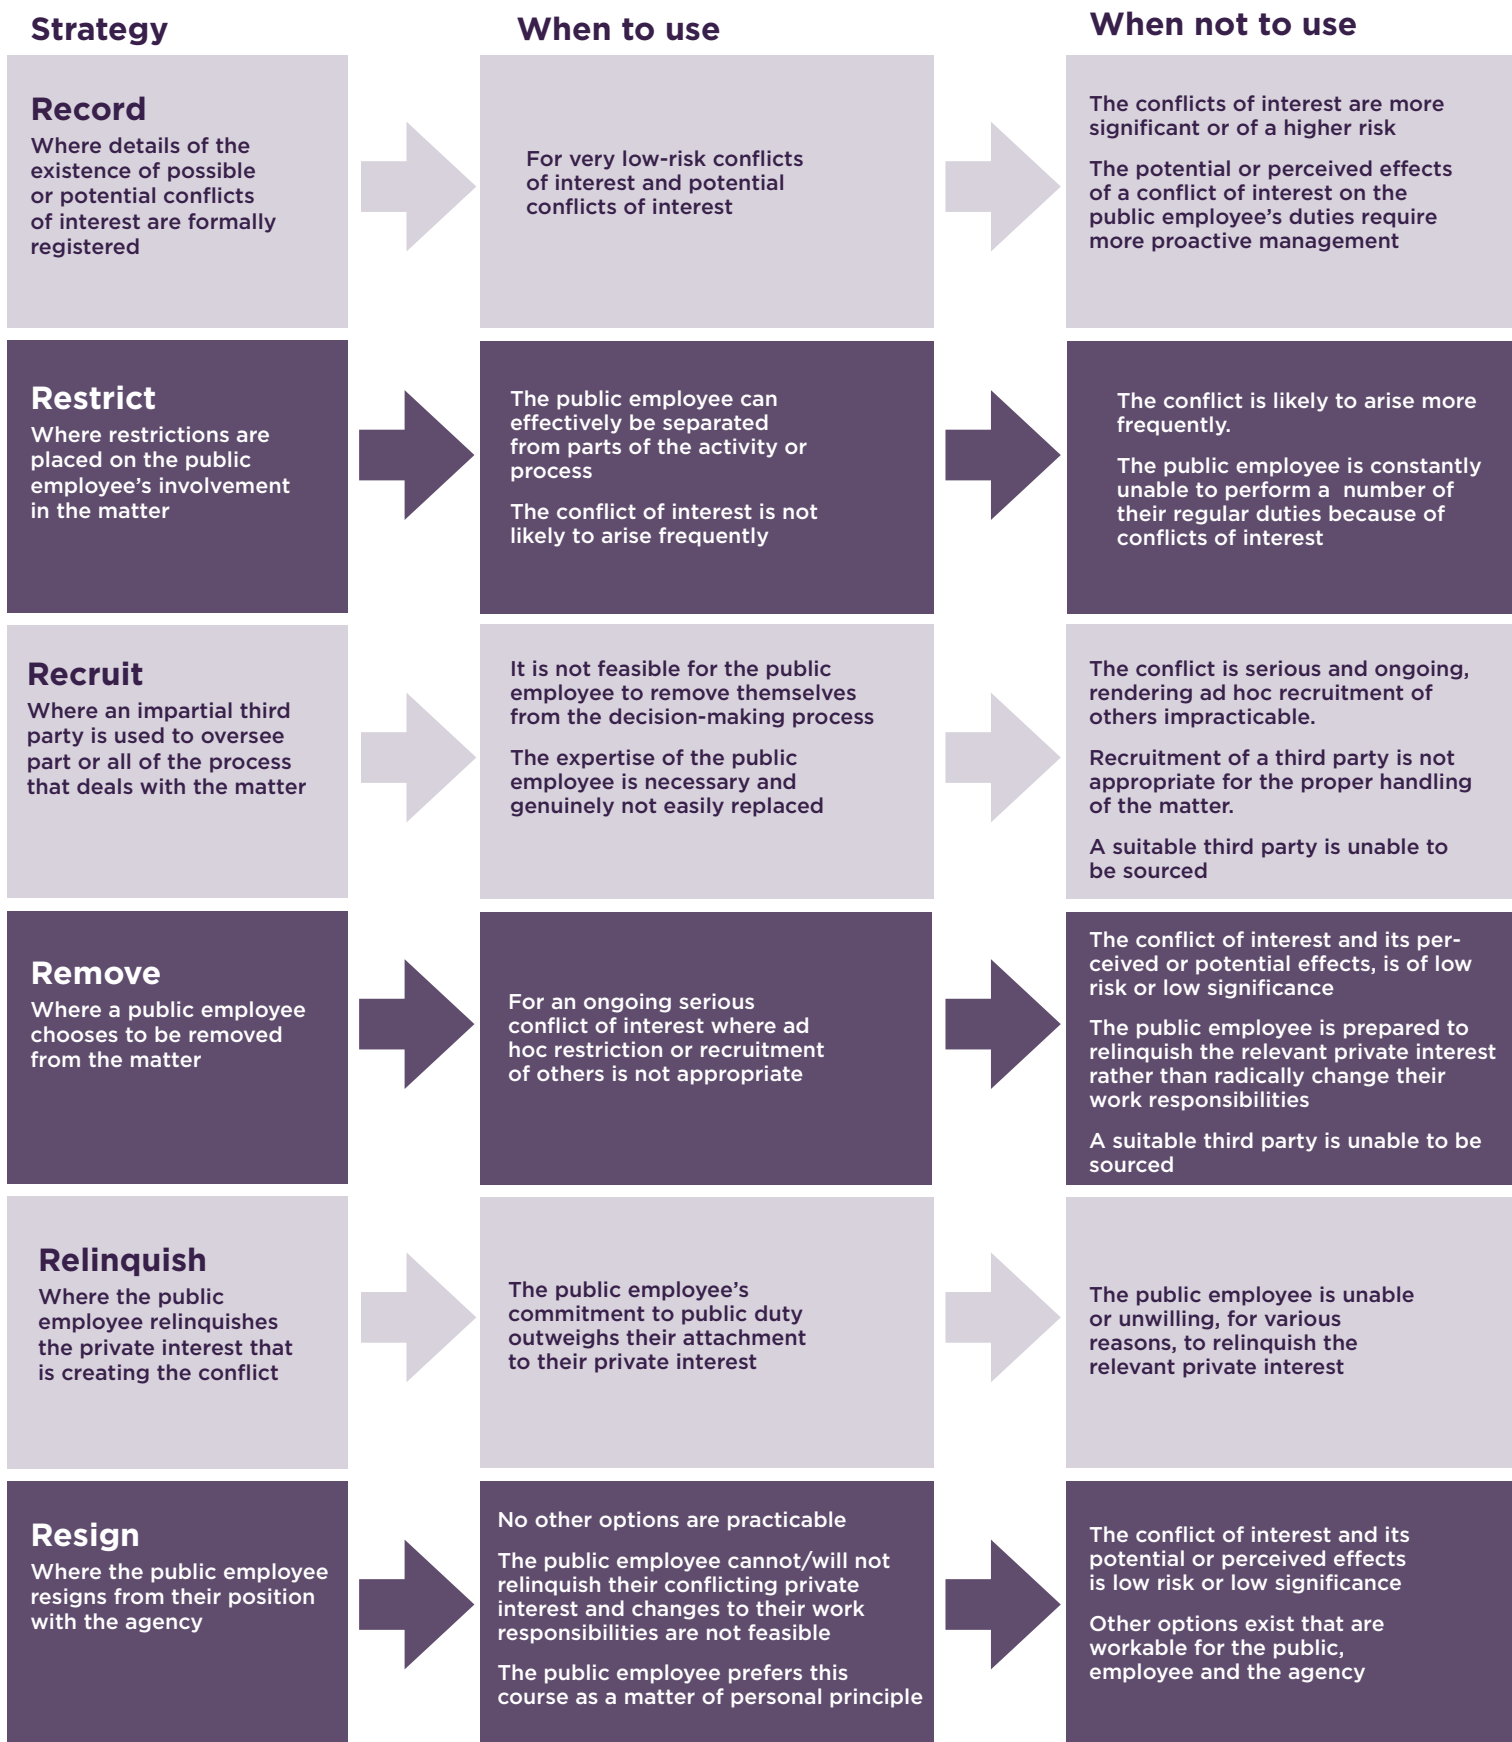 Strategy
When to use
When not to use
Record
Where details of the
existence of possible
or potential conflicts
of interest are formally
registered
For very low-risk conflicts
of interest and potential
conflicts of interest
The conflicts of interest are more
significant or of a higher risk
The potential or perceived effects
of a conflict of interest on the
public employee’s duties require
more proactive management
Restrict
Where restrictions are
placed on the public
employee’s involvement
in the matter
The public employee can
effectively be separated
from parts of the activity or
process
The conflict of interest is not
likely to arise frequently
The conflict is likely to arise more
frequently.
The public employee is constantly
unable to perform a number of
their regular duties because of
conflicts of interest
Recruit
Where an impartial third
party is used to oversee
part or all of the process
that deals with the matter
It is not feasible for the public
employee to remove themselves
from the decision-making process
The expertise of the public
employee is necessary and
genuinely not easily replaced
The conflict is serious and ongoing,
rendering ad hoc recruitment of
others impracticable.
Recruitment of a third party is not
appropriate for the proper handling
of the matter.
A suitable third party is unable to
be sourced
Remove
Where a public employee
chooses to be removed
from the matter
For an ongoing serious
conflict of interest where ad
hoc restriction or recruitment
of others is not appropriate
The conflict of interest and its per-
ceived or potential effects, is of low
risk or low significance
The public employee is prepared to
relinquish the relevant private interest
rather than radically change their
work responsibilities
A suitable third party is unable to be
sourced
Relinquish
Where the public
employee relinquishes
the private interest that
is creating the conflict
The public employee’s
commitment to public duty
outweighs their attachment
to their private interest
The public employee is unable
or unwilling, for various
reasons, to relinquish the
relevant private interest
Resign
Where the public employee
resigns from their position
with the agency
No other options are practicable
The public employee cannot/will not
relinquish their conflicting private
interest and changes to their work
responsibilities are not feasible
The public employee prefers this
course as a matter of personal principle
The conflict of interest and its
potential or perceived effects
is low risk or low significance
Other options exist that are
workable for the public,
employee and the agency